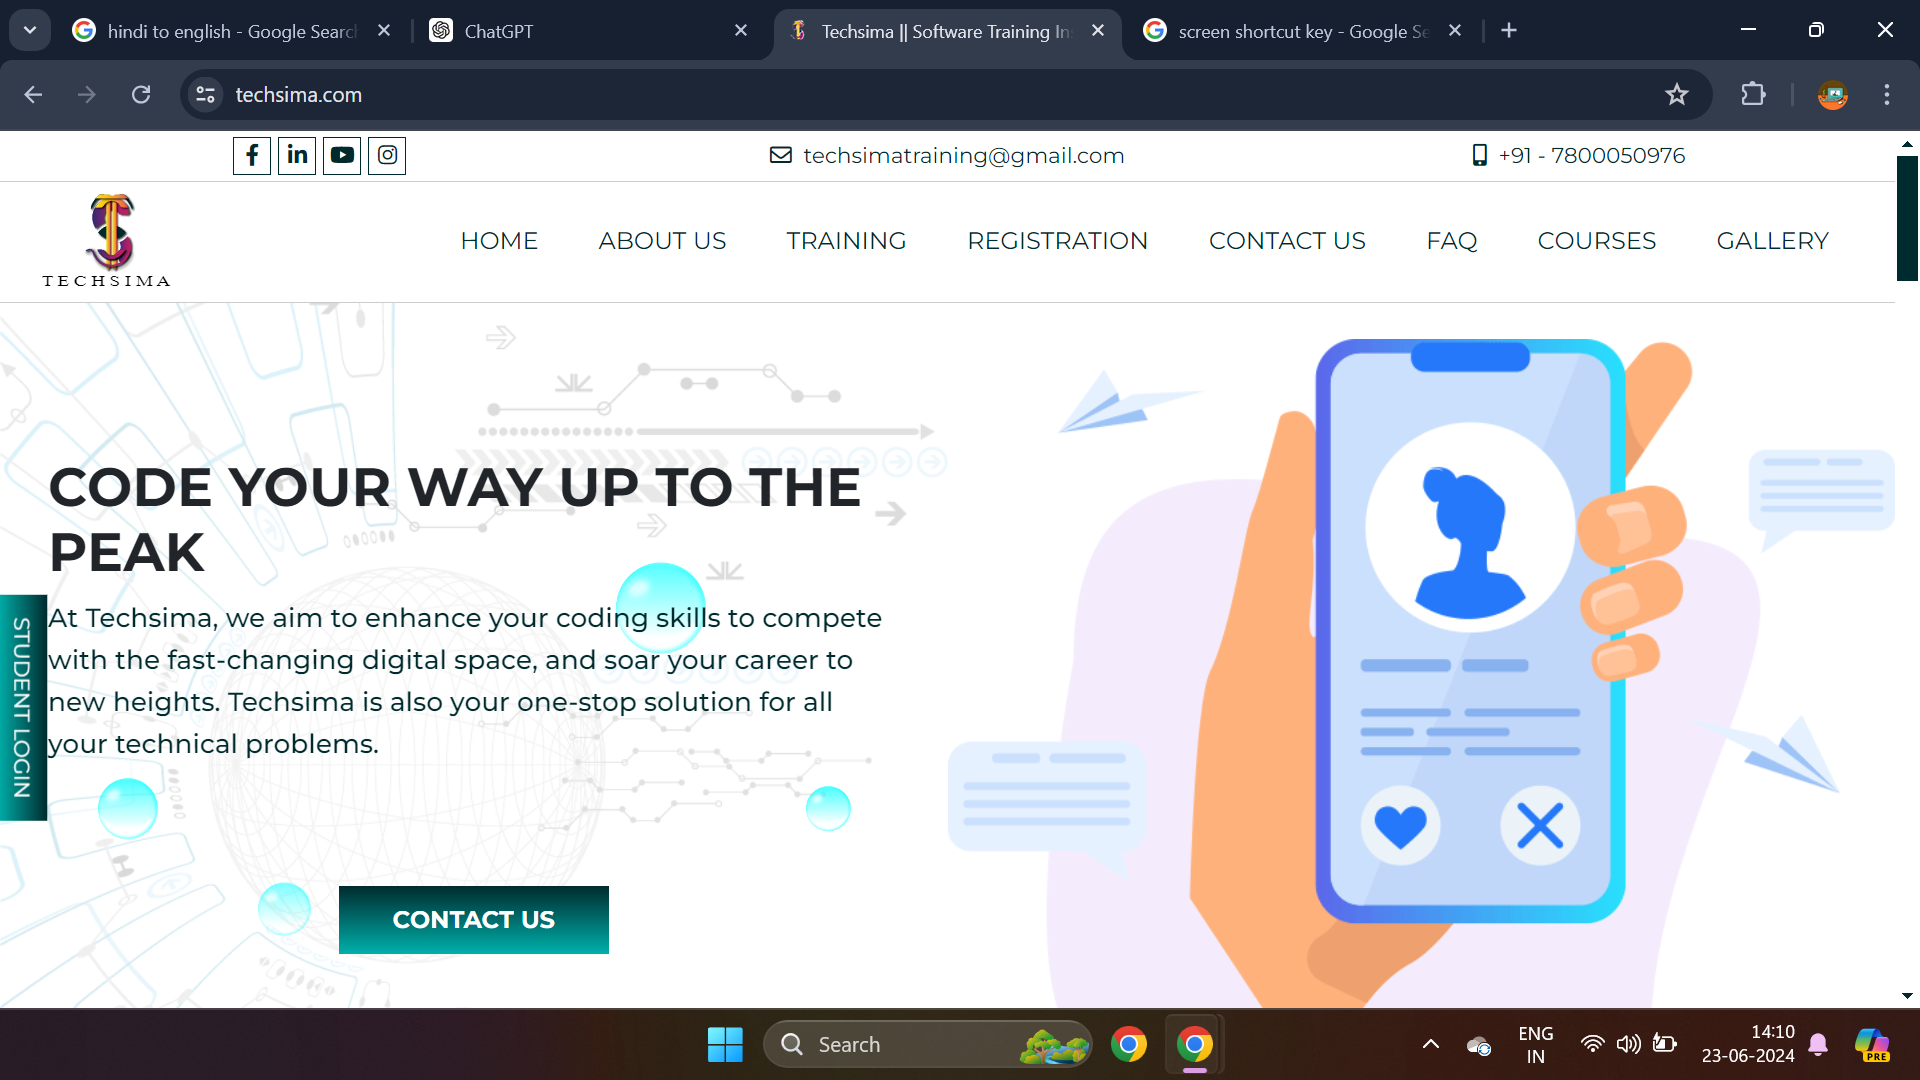 hindi to english - Google Search
ChatGPT
Techsima || Software Training In
screen shortcut key - Google Se
techsima.com
techsimatraining@gmail.com
+91 - 7800050976
TECHSIMA
HOME ABOUT US TRAINING REGISTRATION CONTACT US FAQ COURSES GALLERY
CODE YOUR WAY UP TO THE
PEAK
At Techsima, we aim to enhance your coding skills to compete
with the fast-changing digital space, and soar your career to
new heights. Techsima is also your one-stop solution for all
your technical problems.
STUDENT LOGIN
CONTACT US
Search
ENG
IN
14:10
23-06-2024
PRE